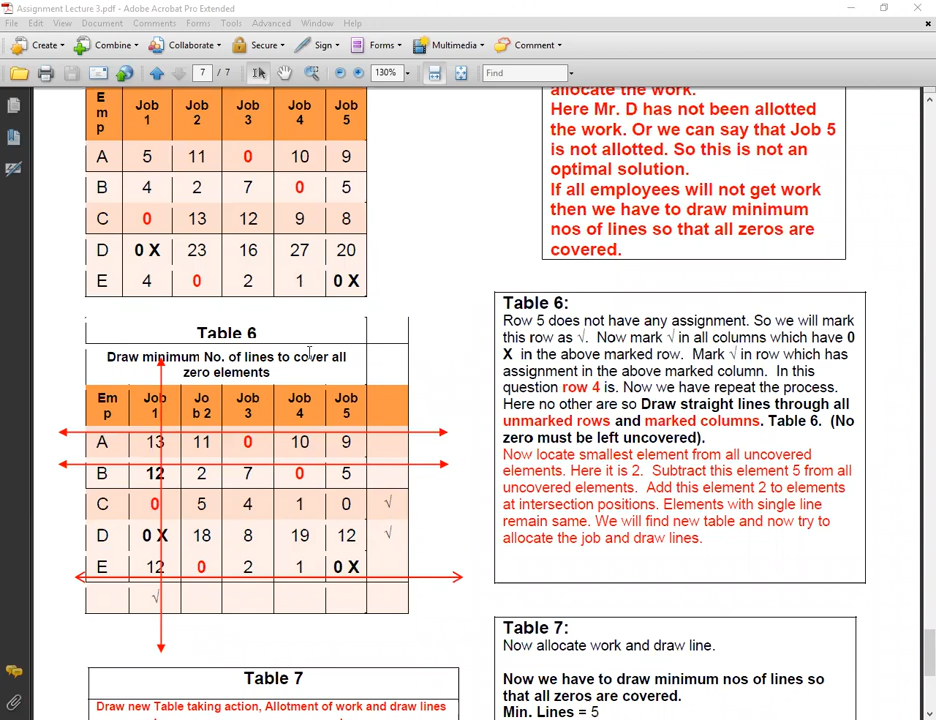 Assignment Lecture 3.pdf - Adobe Acrobat Pro Extended
File Edit View Document Comments Forms Tools Advanced Window Help
Create Combine Collaborate Secure Sign Forms Multimedia Comment
7 / 7 130% Find
E
m
p
Job
1
Job
2
Job
3
Job
4
Job
5
A 5 11 0 10 9
B 4 2 7 0 5
C 0 13 12 9 8
D 0 X 23 16 27 20
E 4 0 2 1 0 X
allocate the work.
Here Mr. D has not been allotted
the work. Or we can say that Job 5
is not allotted. So this is not an
optimal solution.
If all employees will not get work
then we have to draw minimum
nos of lines so that all zeros are
covered.
Table 6
Draw minimum No. of lines to cover all
zero elements
Em
p
Job
1
Jo
b 2
Job
3
Job
4
Job
5
A 13 11 0 10 9
B 12 2 7 0 5
C 0 5 4 1 0 √
D 0 X 18 8 19 12 √
E 12 0 2 1 0 X
√
Table 6:
Row 5 does not have any assignment. So we will mark
this row as √. Now mark √ in all columns which have 0
X in the above marked row. Mark √ in row which has
assignment in the above marked column. In this
question row 4 is. Now we have repeat the process.
Here no other are so Draw straight lines through all
unmarked rows and marked columns. Table 6. (No
zero must be left uncovered).
Now locate smallest element from all uncovered
elements. Here it is 2. Subtract this element 5 from all
uncovered elements. Add this element 2 to elements
at intersection positions. Elements with single line
remain same. We will find new table and now try to
allocate the job and draw lines.
Table 7
Draw new Table taking action, Allotment of work and draw lines
Table 7:
Now allocate work and draw line.
Now we have to draw minimum nos of lines so
that all zeros are covered.
Min. Lines = 5